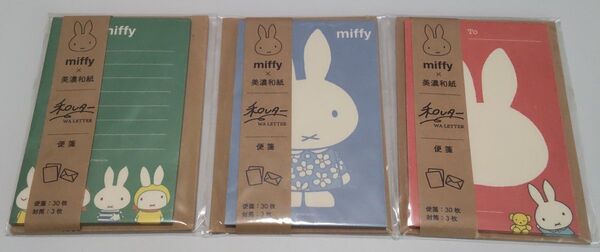 miffy
miffy
×
美濃和紙
和レター
WA LETTER
便箋
便箋：30枚
封筒：3枚
miffy
miffy
×
美濃和紙
和レター
WA LETTER
便箋
便箋：30枚
封筒：3枚
To
miffy
×
美濃和紙
和レター
WA LETTER
便箋
便箋：30枚
封筒：3枚